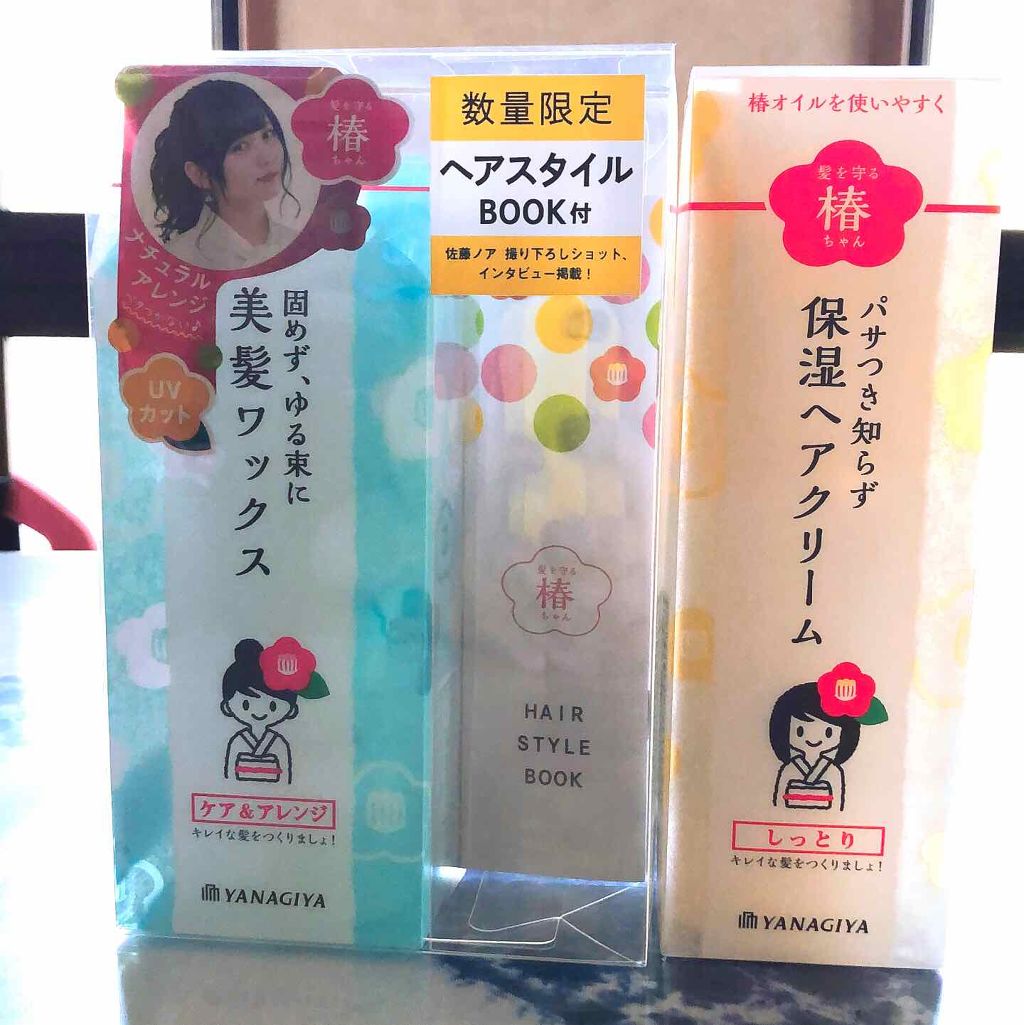 髪を守る
椿
ちゃん
ナチュラル
アレンジ
UV
カット
固めず、ゆる束に
美髪ワックス
ケア&アレンジ
キレイな髪をつくりましょ!
YANAGIYA
数量限定
ヘアスタイル
BOOK付
佐藤ノア 撮り下ろしショット、
インタビュー掲載!
髪を守る
椿
ちゃん
HAIR
STYLE
BOOK
椿オイルを使いやすく
髪を守る
椿
ちゃん
パサつき知らず
保湿ヘアクリーム
しっとり
キレイな髪をつくりましょ!
YANAGIYA